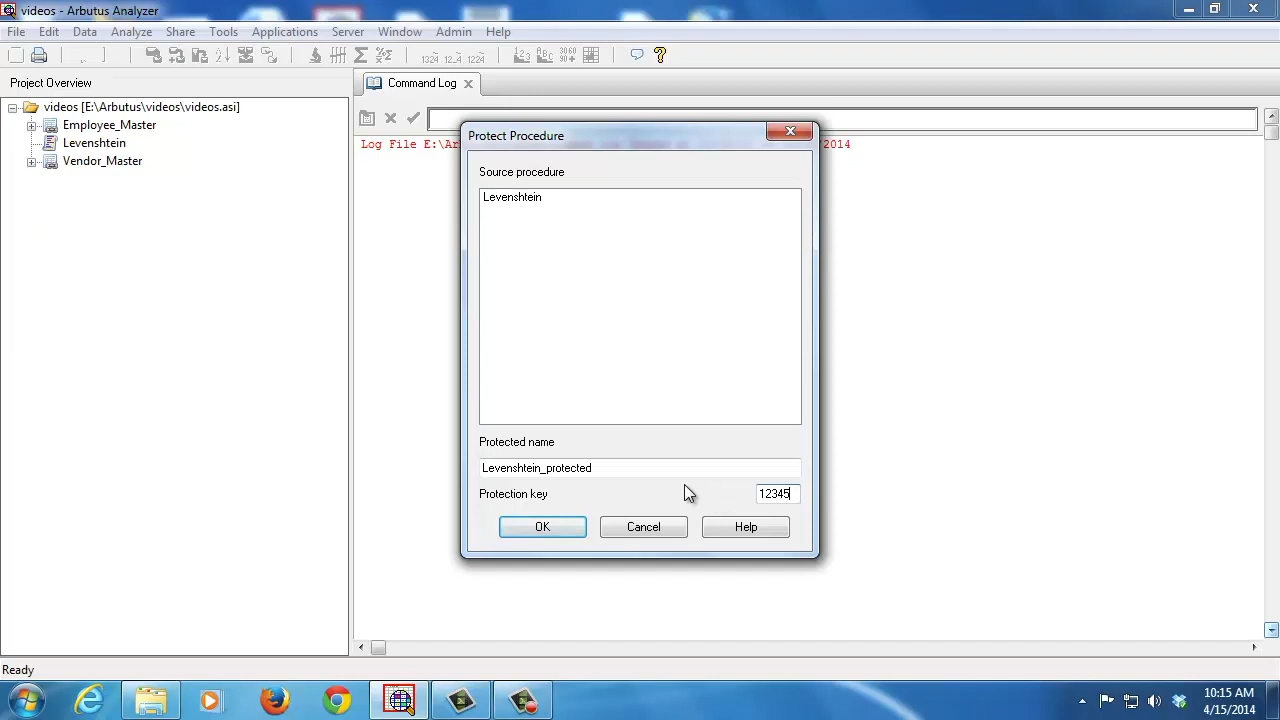 videos - Arbutus Analyzer
File Edit Data Analyze Share Tools Applications Server Window Admin Help
Project Overview
Command Log
videos [E:\Arbutus\videos\videos.asi]
Employee_Master
Levenshtein
Vendor_Master
Log File E:\Ar 2014
Protect Procedure
Source procedure
Levenshtein
Protected name
Levenshtein_protected
Protection key 12345
OK Cancel Help
Ready
10:15 AM
4/15/2014